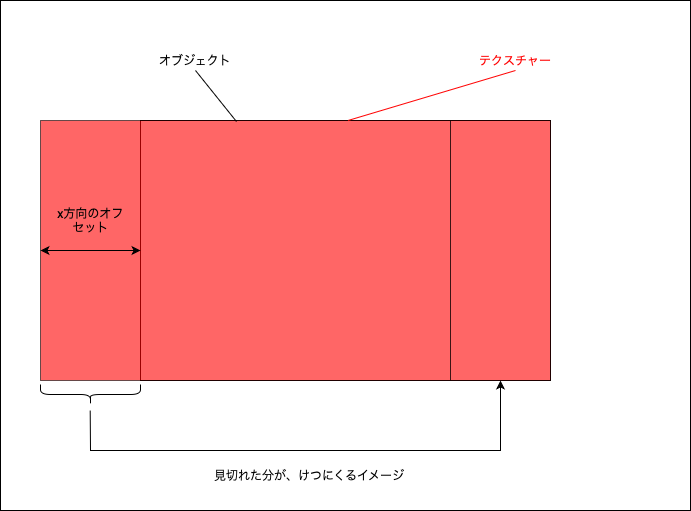 オブジェクト
テクスチャー
x方向のオフ
セット
見切れた分が、けつにくるイメージ